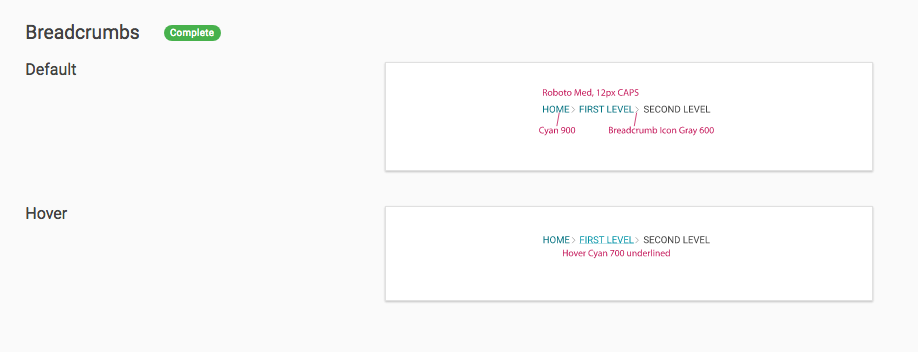 Breadcrumbs Complete
Default
Roboto Med, 12px CAPS
HOME > FIRST LEVEL > SECOND LEVEL
Cyan 900 Breadcrumb Icon Gray 600
Hover
HOME > FIRST LEVEL > SECOND LEVEL
Hover Cyan 700 underlined